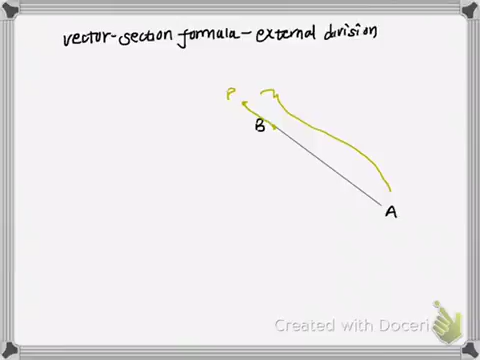 vector-section formula - external division
P
B
A
Created with Doceri